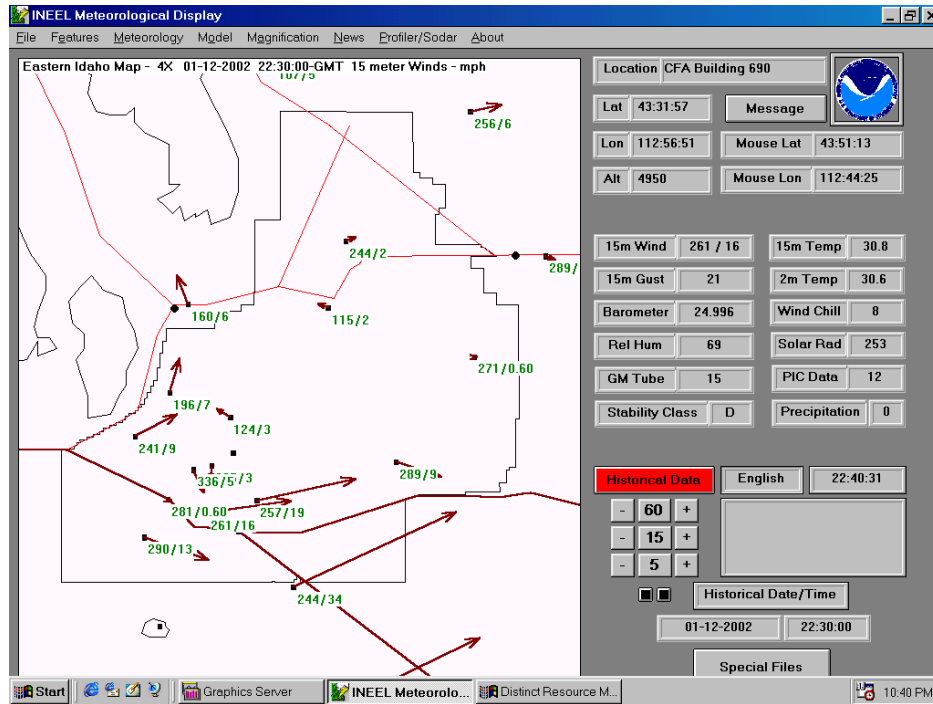 INEEL Meteorological Display
File Features Meteorology Model Magnification News Profiler/Sodar About
Eastern Idaho Map - 4X 01-12-2002 22:30:00-GMT 15 meter Winds - mph
256/6
244/2
289/
160/6
115/2
271/0.60
196/7
124/3
241/9
289/9
336/5 /3
281/0.60 257/19
261/16
290/13
244/34
Location CFA Building 690
Lat 43:31:57 Message
Lon 112:56:51 Mouse Lat 43:51:13
Alt 4950 Mouse Lon 112:44:25
15m Wind 261 / 16 15m Temp 30.8
15m Gust 21 2m Temp 30.6
Barometer 24.996 Wind Chill 8
Rel Hum 69 Solar Rad 253
GM Tube 15 PIC Data 12
Stability Class D Precipitation 0
Historical Data English 22:40:31
- 60 +
- 15 +
- 5 +
Historical Date/Time
01-12-2002 22:30:00
Special Files
Start Graphics Server INEEL Meteorolo... Distinct Resource M... 10:40 PM